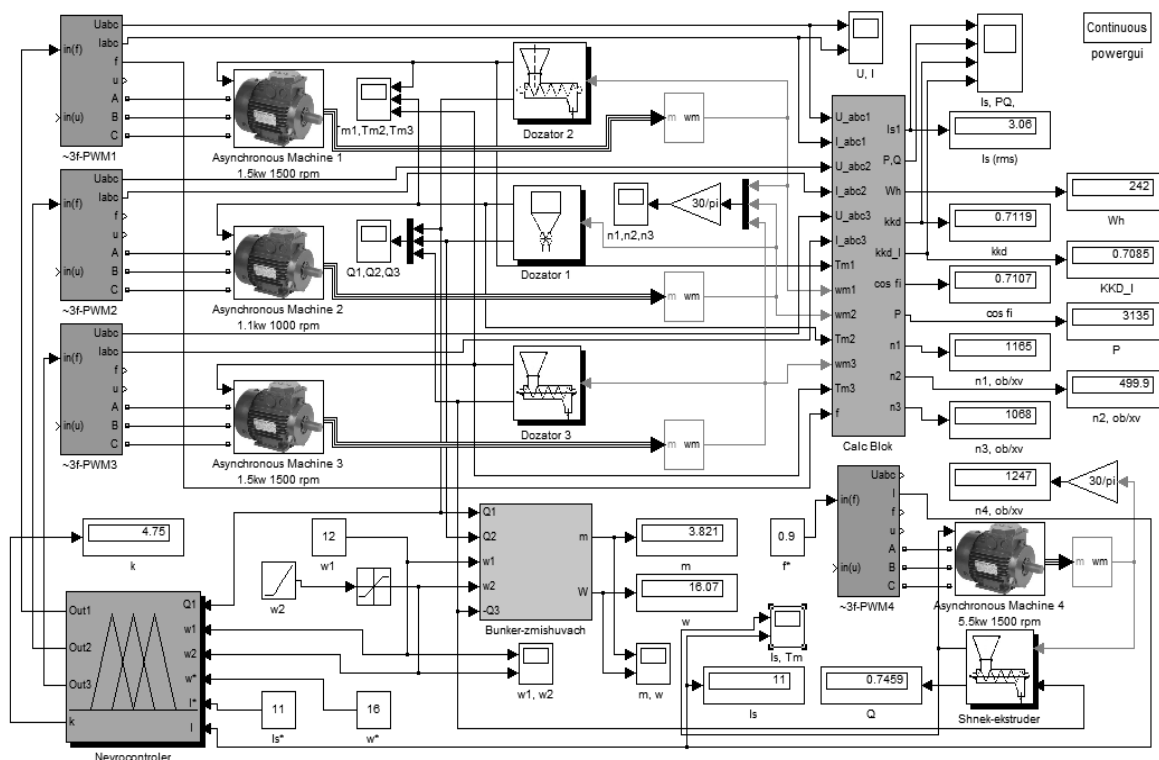 Uabc
Iabc
in(f)
f
u
A
in(u)
B
C
~3f-PWM1
Asynchronous Machine 1
1.5kw 1500 rpm
Tm1,Tm2,Tm3
Dozator 2
m wm
U, I
Is, PQ,
Continuous
powergui
Uabc
Iabc
in(f)
f
u
A
in(u)
B
C
~3f-PWM2
Asynchronous Machine 2
1.1kw 1000 rpm
Q1,Q2,Q3
Dozator 1
n1,n2,n3
30/pi
m wm
Uabc
Iabc
in(f)
f
u
A
in(u)
B
C
~3f-PWM3
Asynchronous Machine 3
1.5kw 1500 rpm
Dozator 3
m wm
U_abc1
I_abc1
U_abc2
I_abc2
U_abc3
I_abc3
Tm1
wm1
wm2
Tm2
wm3
Tm3
f
Is1
P,Q
Wh
kkd
kkd_I
cos fi
P
n1
n2
n3
Calc Blok
3.06
Is (rms)
242
Wh
0.7119
kkd
0.7085
KKD_I
0.7107
cos fi
3135
P
1165
n1, ob/xv
499.9
n2, ob/xv
1068
n3, ob/xv
1247
n4, ob/xv
30/pi
Uabc
I
in(f)
f
u
A
in(u)
B
C
~3f-PWM4
Asynchronous Machine 4
5.5kw 1500 rpm
m wm
0.9
f*
4.75
k
12
w1
w2
Q1
Q2
w1
w2
-Q3
m
W
Bunker-zmishuvach
3.821
m
16.07
w
Out1
Out2
Out3
k
Q1
w1
w2
w*
I*
I
Nevrocontroler
11
Is*
16
w*
w1, w2
m, w
Is, Tm
11
Is
0.7459
Q
Shnek-ekstruder